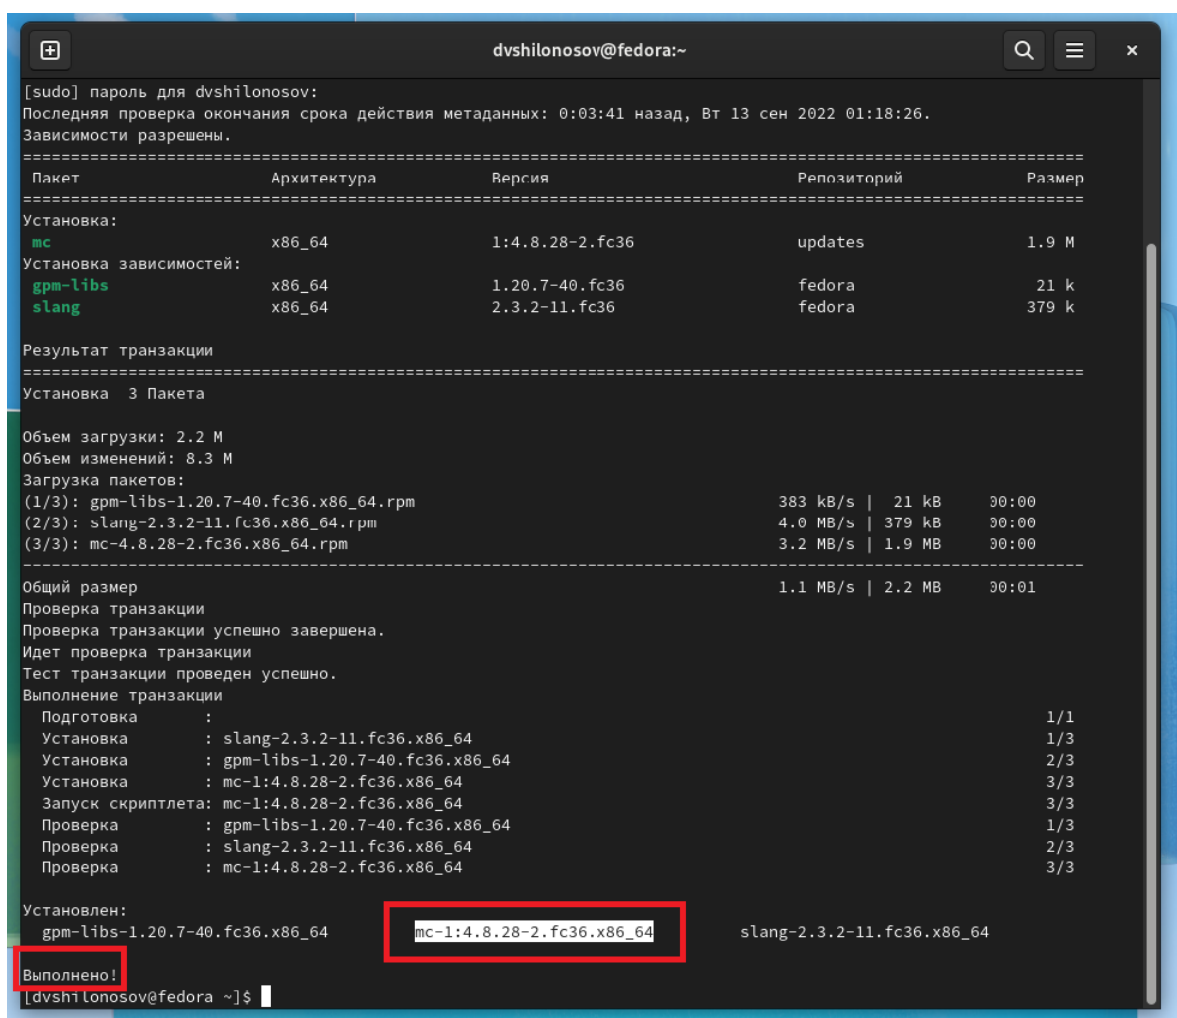 dvshilonosov@fedora:~
[sudo] пароль для dvshilonosov:
Последняя проверка окончания срока действия метаданных: 0:03:41 назад, Вт 13 сен 2022 01:18:26.
Зависимости разрешены.
================================================================================
Пакет Архитектура Версия Репозиторий Размер
================================================================================
Установка:
mc x86_64 1:4.8.28-2.fc36 updates 1.9 M
Установка зависимостей:
gpm-libs x86_64 1.20.7-40.fc36 fedora 21 k
slang x86_64 2.3.2-11.fc36 fedora 379 k
Результат транзакции
================================================================================
Установка 3 Пакета
Объем загрузки: 2.2 M
Объем изменений: 8.3 M
Загрузка пакетов:
(1/3): gpm-libs-1.20.7-40.fc36.x86_64.rpm 383 kB/s | 21 kB 00:00
(2/3): slang-2.3.2-11.fc36.x86_64.rpm 4.0 MB/s | 379 kB 00:00
(3/3): mc-4.8.28-2.fc36.x86_64.rpm 3.2 MB/s | 1.9 MB 00:00
--------------------------------------------------------------------------------
Общий размер 1.1 MB/s | 2.2 MB 00:01
Проверка транзакции
Проверка транзакции успешно завершена.
Идет проверка транзакции
Тест транзакции проведен успешно.
Выполнение транзакции
Подготовка : 1/1
Установка : slang-2.3.2-11.fc36.x86_64 1/3
Установка : gpm-libs-1.20.7-40.fc36.x86_64 2/3
Установка : mc-1:4.8.28-2.fc36.x86_64 3/3
Запуск скриптлета: mc-1:4.8.28-2.fc36.x86_64 3/3
Проверка : gpm-libs-1.20.7-40.fc36.x86_64 1/3
Проверка : slang-2.3.2-11.fc36.x86_64 2/3
Проверка : mc-1:4.8.28-2.fc36.x86_64 3/3
Установлен:
gpm-libs-1.20.7-40.fc36.x86_64 mc-1:4.8.28-2.fc36.x86_64 slang-2.3.2-11.fc36.x86_64
Выполнено!
[dvshilonosov@fedora ~]$